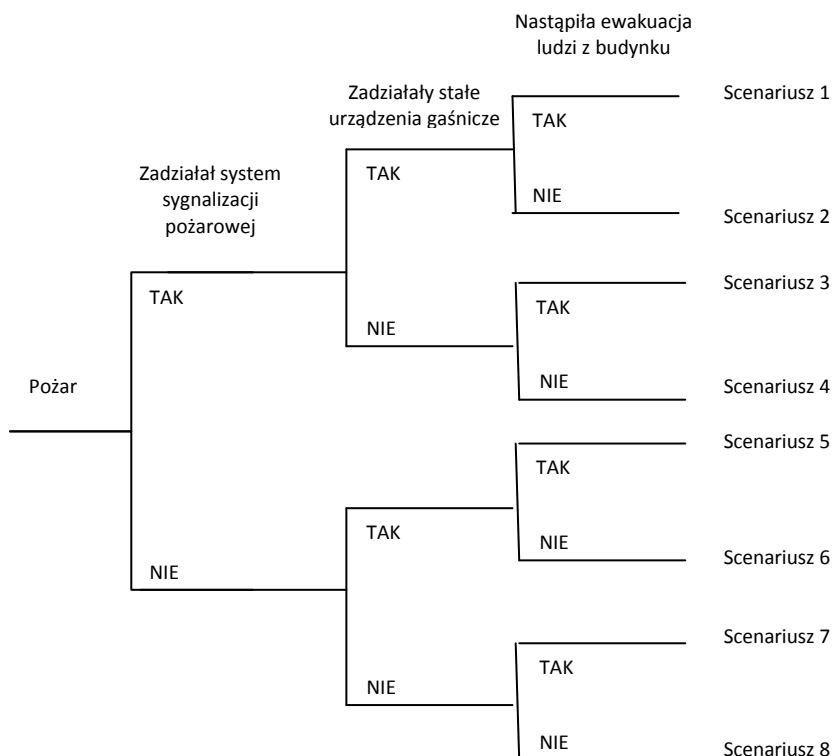 Nastąpiła ewakuacja
ludzi z budynku
Zadziałały stałe
urządzenia gaśnicze
Scenariusz 1
TAK
Zadziałał system
sygnalizacji
pożarowej
TAK
NIE
Scenariusz 2
TAK
Scenariusz 3
TAK
NIE
Pożar
NIE
Scenariusz 4
Scenariusz 5
TAK
TAK
NIE
Scenariusz 6
NIE
Scenariusz 7
TAK
NIE
NIE
Scenariusz 8